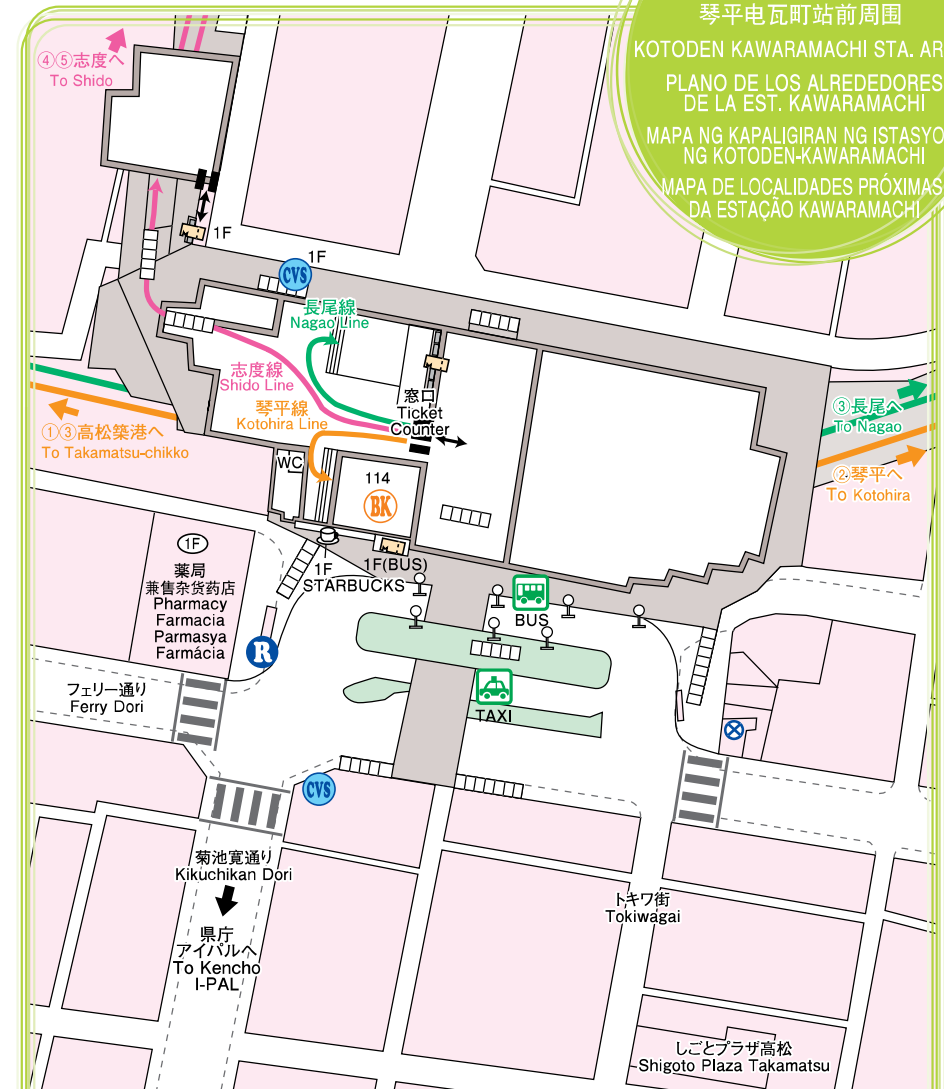 琴平电瓦町站前周围
KOTODEN KAWARAMACHI STA. AR
PLANO DE LOS ALREDEDORES
DE LA EST. KAWARAMACHI
MAPA NG KAPALIGIRAN NG ISTASYO
NG KOTODEN-KAWARAMACHI
MAPA DE LOCALIDADES PRÓXIMAS
DA ESTAÇÃO KAWARAMACHI
④⑤志度へ
To Shido
1F
CVS
1F
長尾線
Nagao Line
志度線
Shido Line
琴平線
Kotohira Line
窓口
Ticket
Counter
①③高松築港へ
To Takamatsu-chikko
③長尾へ
To Nagao
②琴平へ
To Kotohira
WC
114
BK
1F
薬局
兼售杂货药店
Pharmacy
Farmacia
Parmasya
Farmácia
1F
STARBUCKS
1F(BUS)
BUS
R
TAXI
フェリー通り
Ferry Dori
CVS
菊池寛通り
Kikuchikan Dori
県庁
アイパルへ
To Kencho
I-PAL
トキワ街
Tokiwagai
しごとプラザ高松
Shigoto Plaza Takamatsu